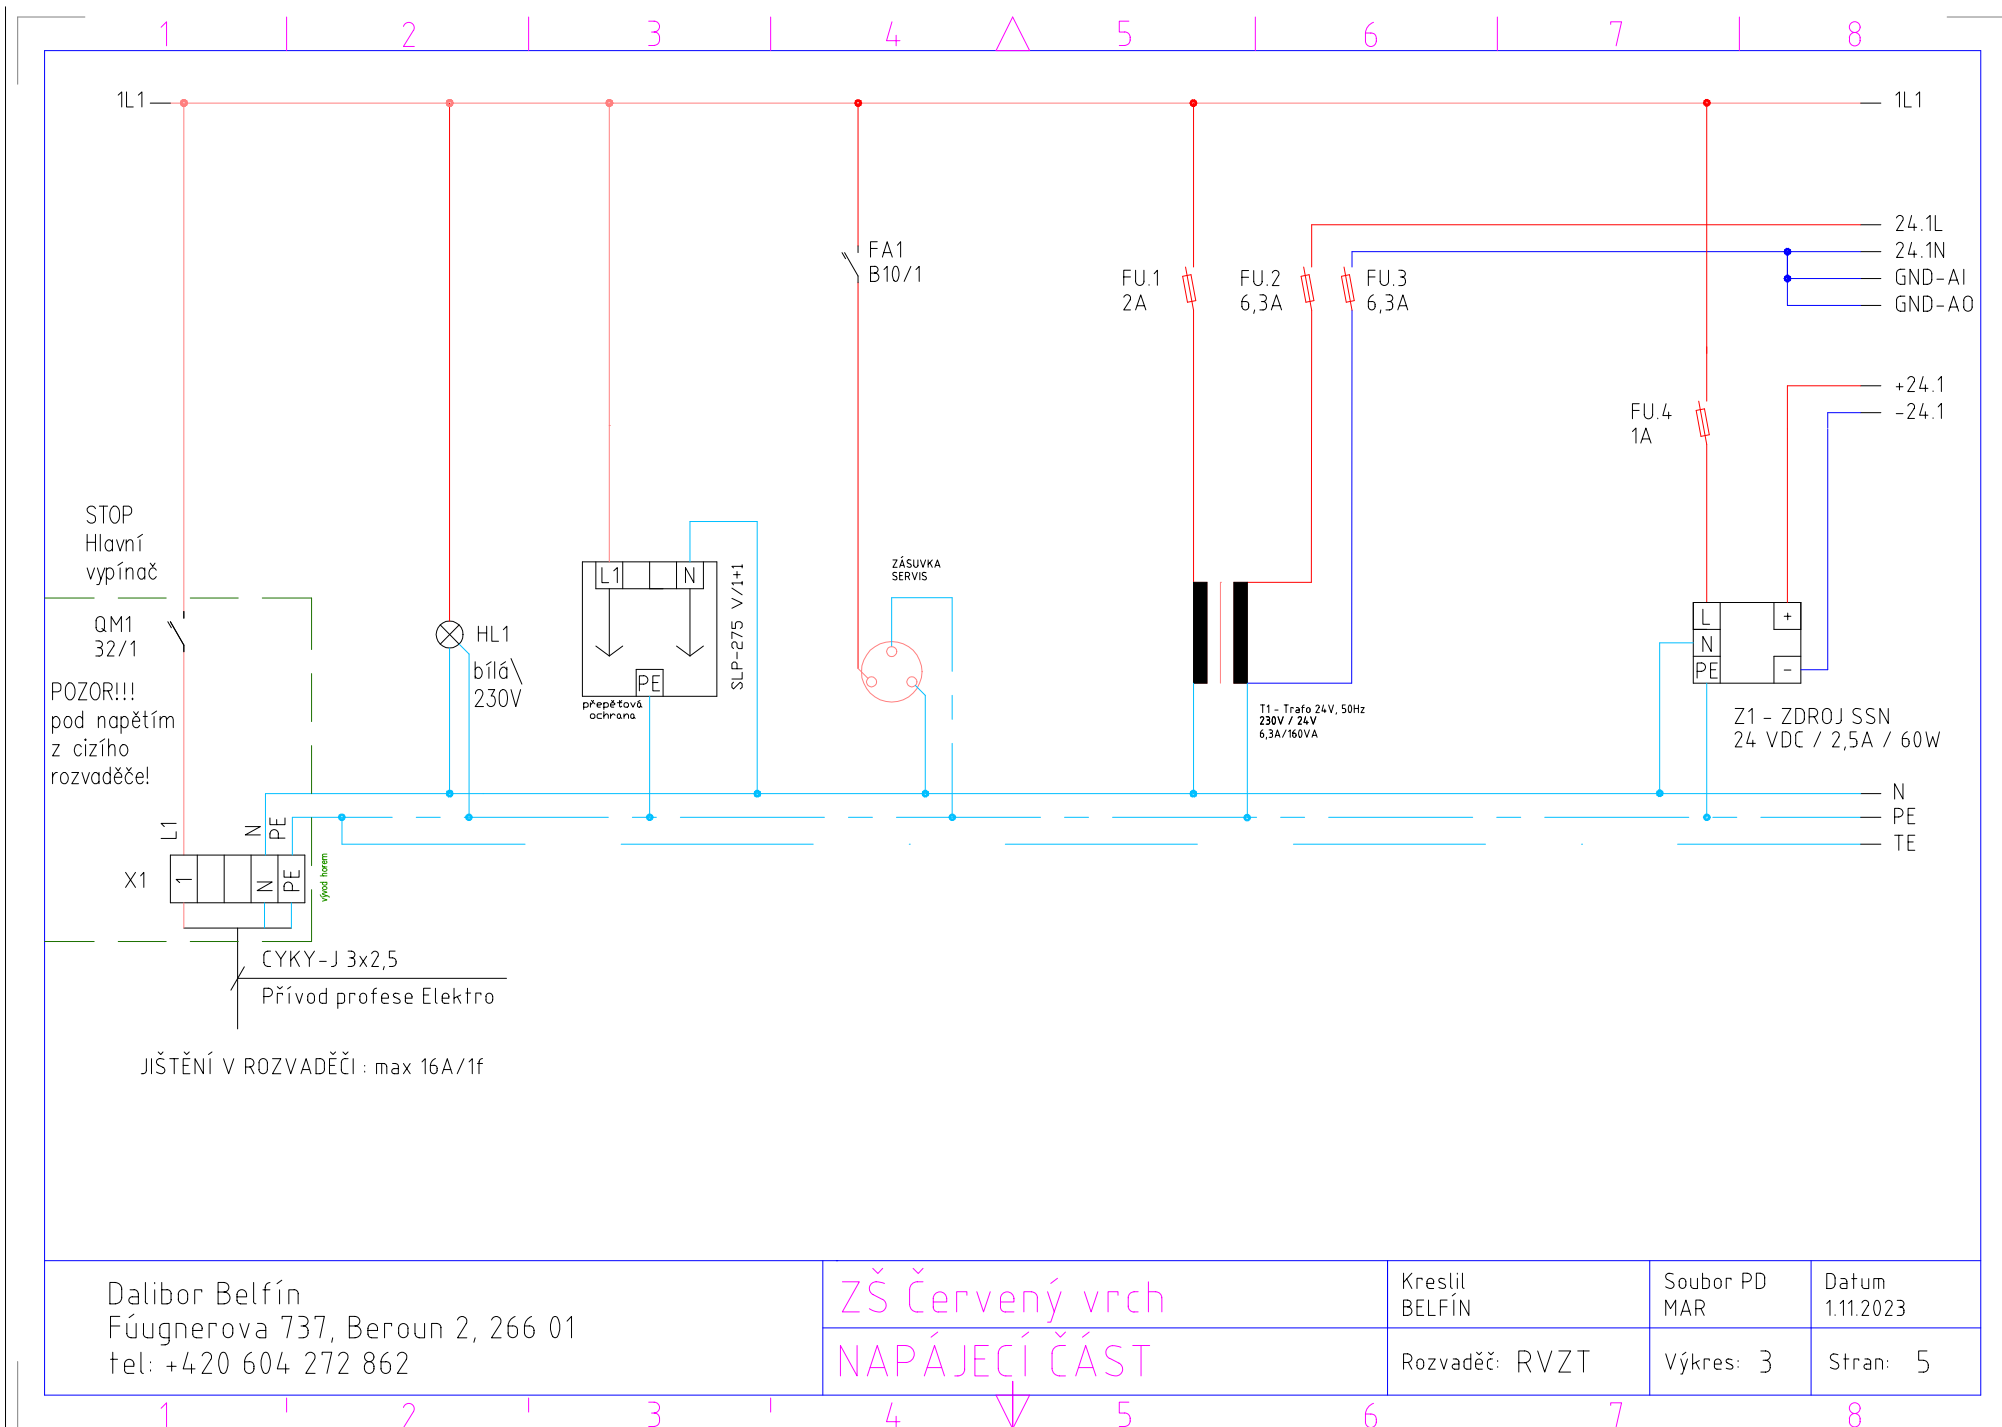 1 2 3 4 5 6 7 8
1L1
1L1
24.1L
24.1N
GND-AI
GND-AO
FA1
B10/1
FU.1
2A
FU.2
6,3A
FU.3
6,3A
+24.1
-24.1
FU.4
1A
STOP
Hlavní
vypínač
QM1
32/1
POZOR!!!
pod napětím
z cizího
rozvaděče!
HL1
bílá\
230V
L1
N
PE
SLP-275 V/1+1
přepěťová
ochrana
ZÁSUVKA
SERVIS
T1 - Trafo 24V, 50Hz
230V / 24V
6,3A/160VA
L
N
PE
+
-
Z1 - ZDROJ SSN
24 VDC / 2,5A / 60W
N
PE
TE
L1
N
PE
X1
1
N
PE
vývod horem
CYKY-J 3x2,5
Přívod profese Elektro
JIŠTĚNÍ V ROZVADĚČI : max 16A/1f
Dalibor Belfín
Fúugnerova 737, Beroun 2, 266 01
tel: +420 604 272 862
ZŠ Červený vrch
NAPÁJECÍ ČÁST
Kreslil
BELFÍN
Soubor PD
MAR
Datum
1.11.2023
Rozvaděč: RVZT
Výkres: 3
Stran: 5
1 2 3 4 5 6 7 8